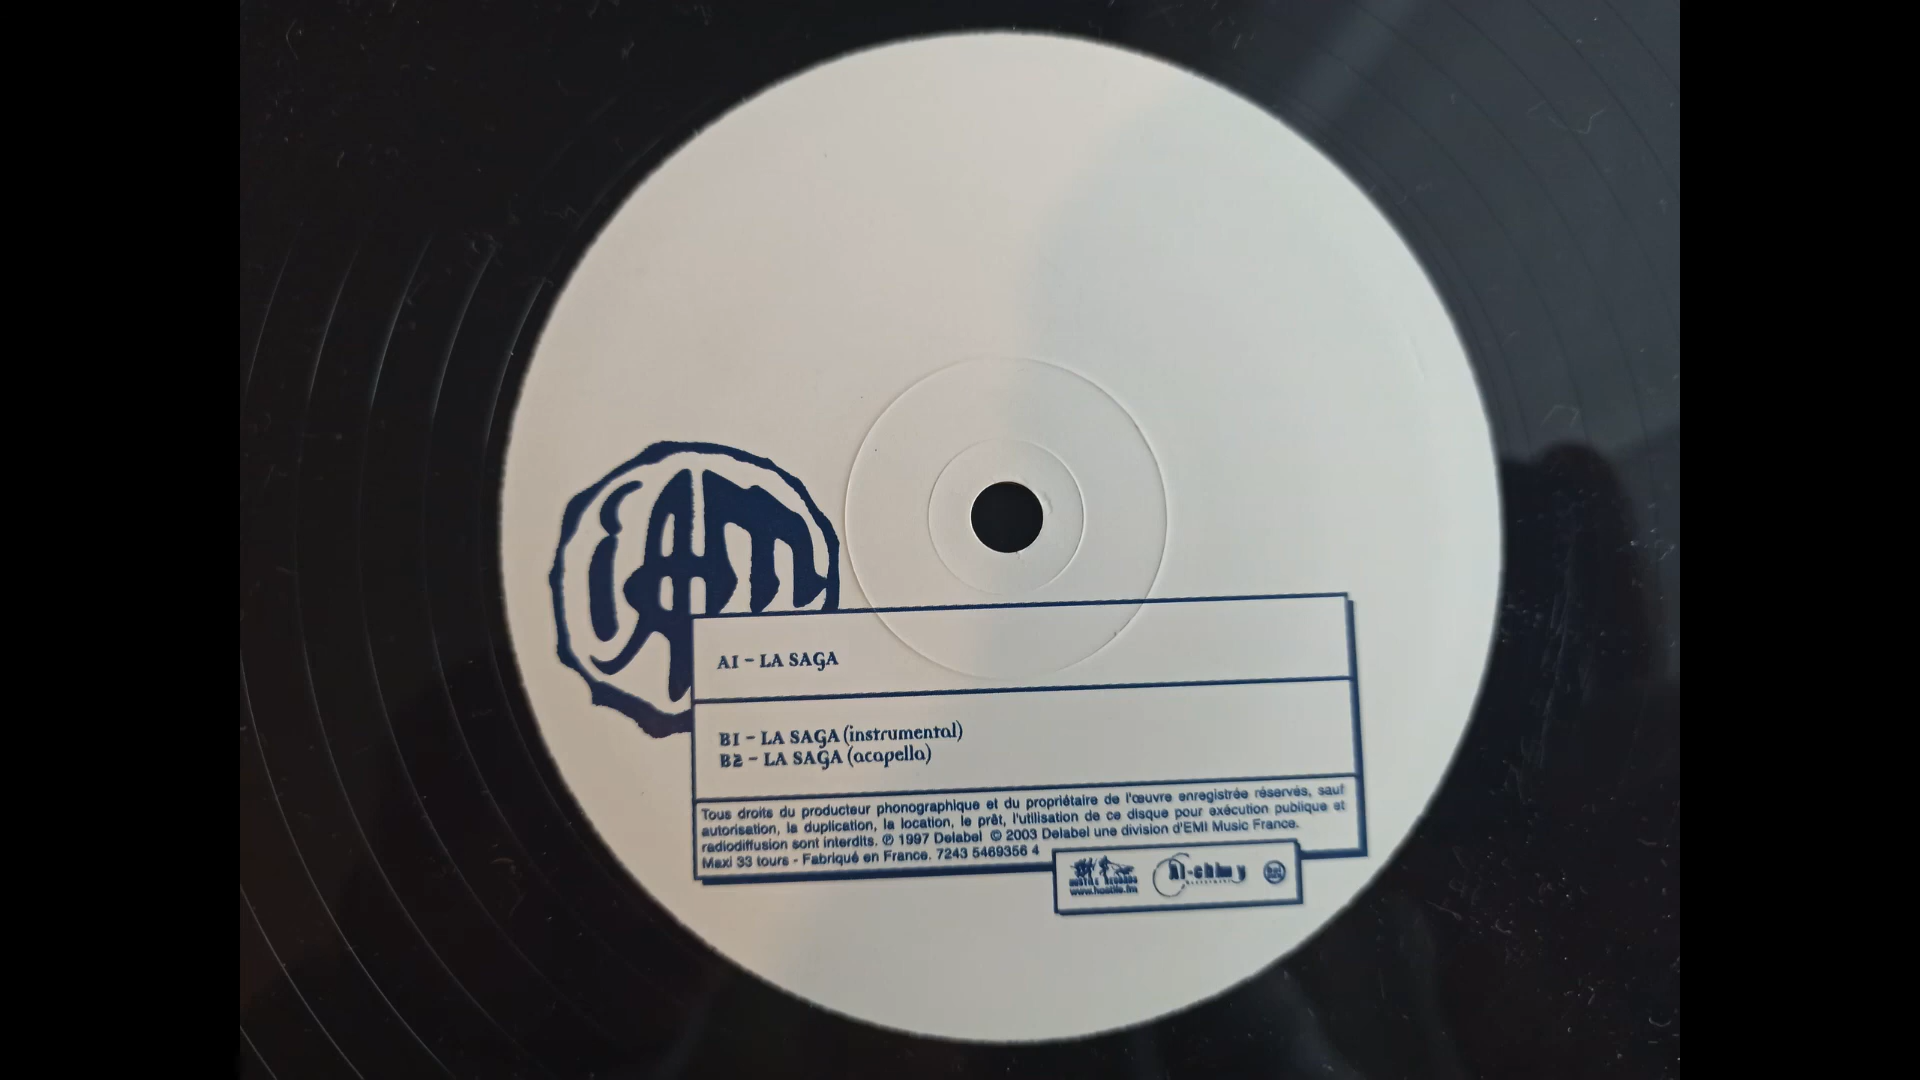 IAM
A1 - LA SAGA
B1 - LA SAGA (instrumental)
B2 - LA SAGA (acapella)
Tous droits du producteur phonographique et du propriétaire de l'œuvre enregistrée réservés, sauf
autorisation, la duplication, la location, le prêt, l'utilisation de ce disque pour exécution publique et
radiodiffusion sont interdits. ℗ 1997 Delabel © 2003 Delabel une division d'EMI Music France.
Maxi 33 tours - Fabriqué en France. 7243 5469356 4
www.hostile.fm